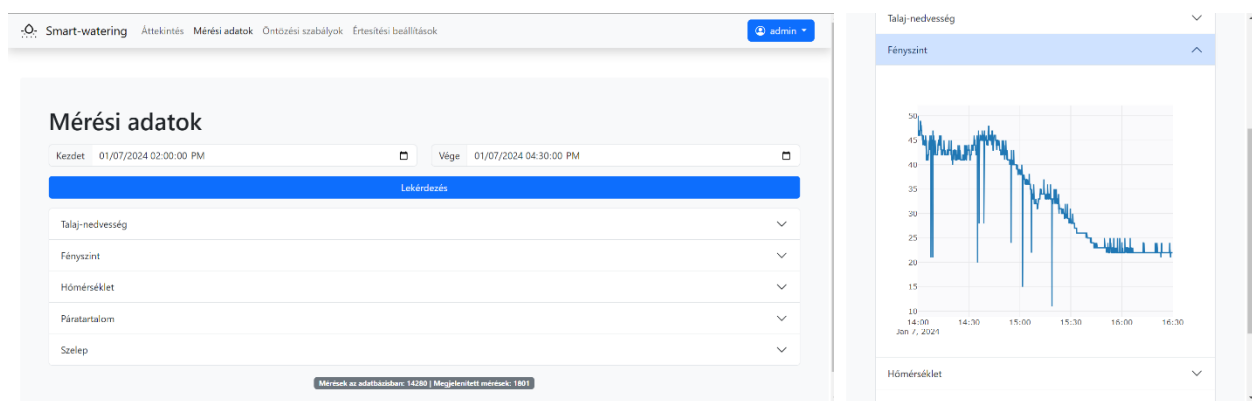 Smart-watering Áttekintés Mérési adatok Öntözési szabályok Értesítési beállítások admin
Mérési adatok
Kezdet 01/07/2024 02:00:00 PM Vége 01/07/2024 04:30:00 PM
Lekérdezés
Talaj-nedvesség
Fényszint
Hőmérséklet
Páratartalom
Szelep
Mérések az adatbázisban: 14280 | Megjelenített mérések: 1801
Talaj-nedvesség
Fényszint
50
45
40
35
30
25
20
15
10
14:00 14:30 15:00 15:30 16:00 16:30
Jan 7, 2024
Hőmérséklet